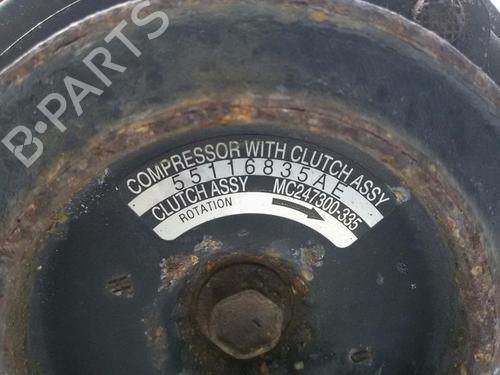 B-PARTS
COMPRESSOR WITH CLUTCH ASSY
55116835AE
CLUTCH ASSY MC247300-335
ROTATION